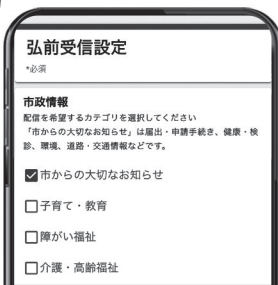 弘前受信設定
*必須
市政情報
配信を希望するカテゴリを選択してください
「市からの大切なお知らせ」は届出・申請手続き、健康・検
診、環境、道路・交通情報などです。
市からの大切なお知らせ
子育て・教育
障がい福祉
介護・高齢福祉